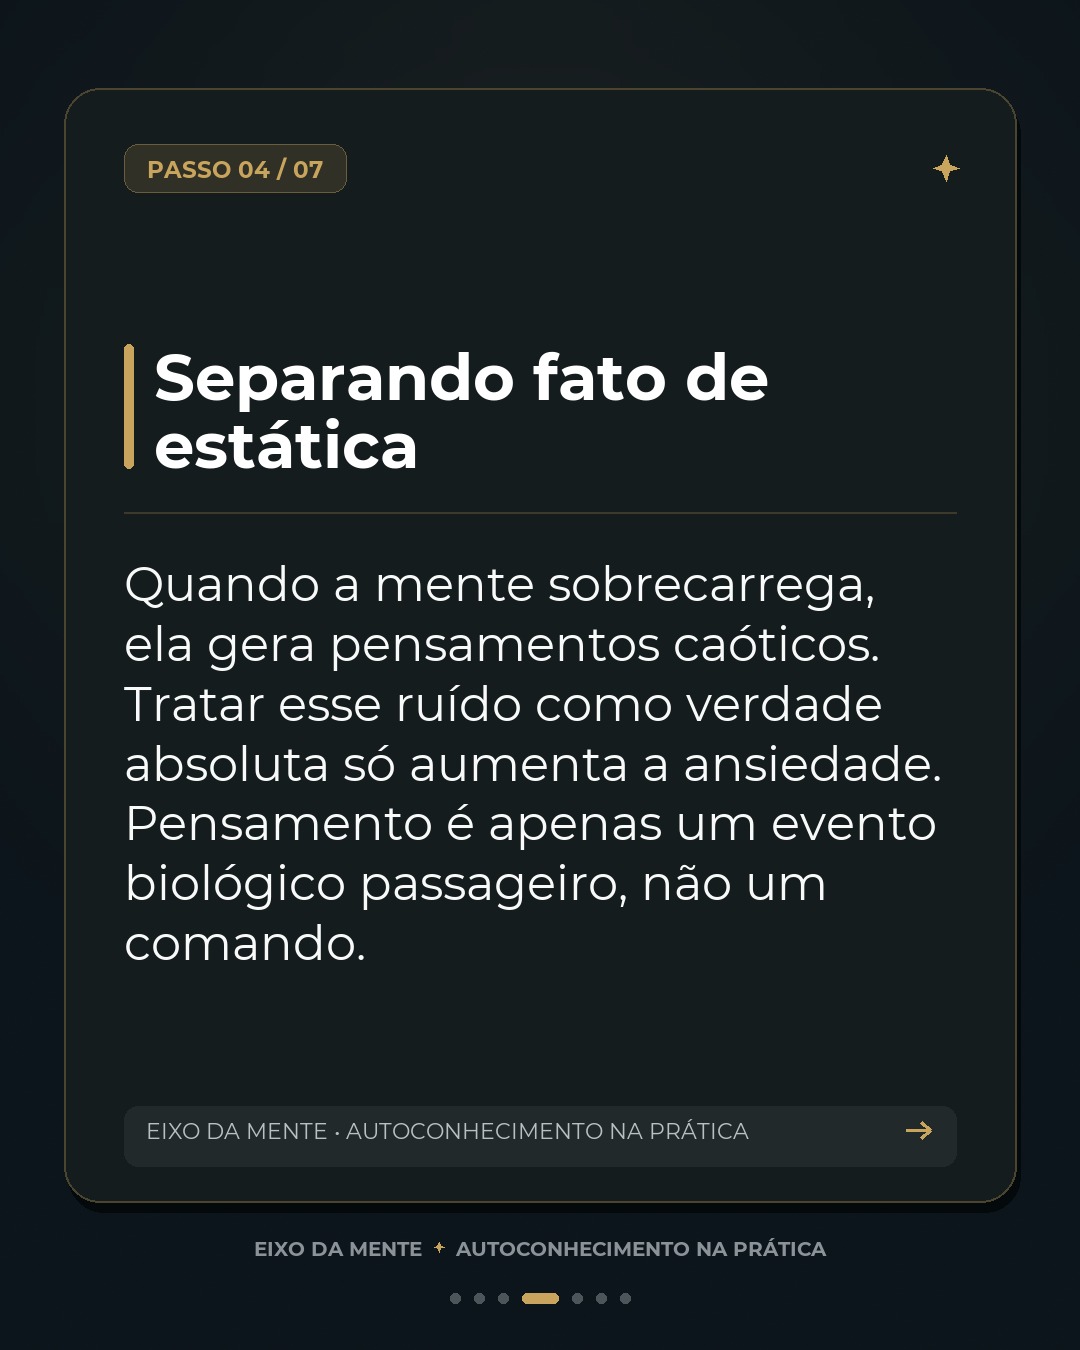 PASSO 04 / 07
Separando fato de
estática
Quando a mente sobrecarrega,
ela gera pensamentos caóticos.
Tratar esse ruído como verdade
absoluta só aumenta a ansiedade.
Pensamento é apenas um evento
biológico passageiro, não um
comando.
EIXO DA MENTE • AUTOCONHECIMENTO NA PRÁTICA
EIXO DA MENTE ✦ AUTOCONHECIMENTO NA PRÁTICA